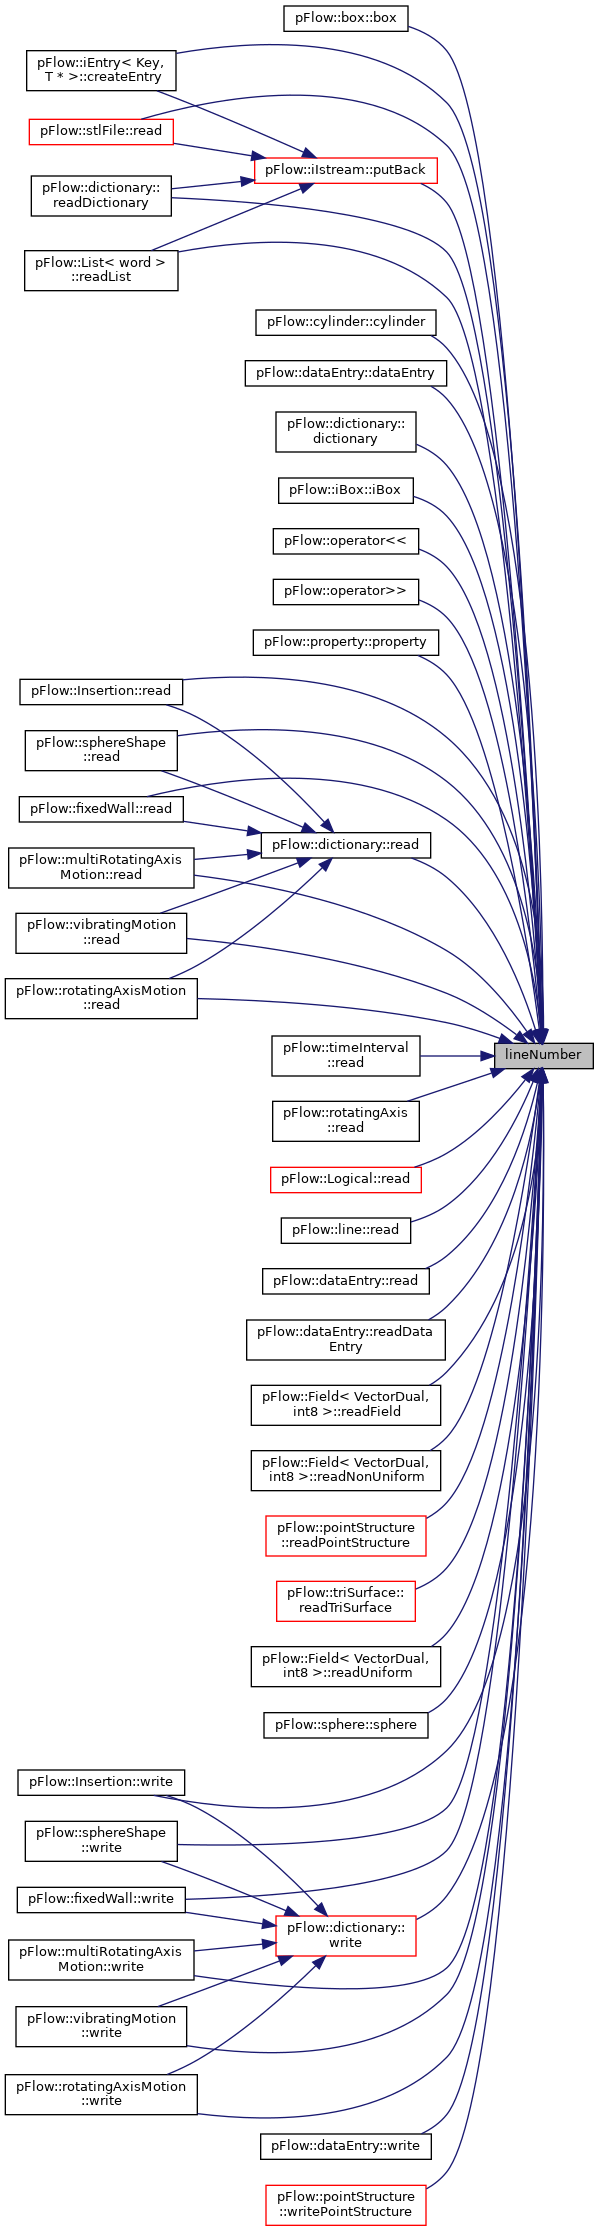 pFlow::box::box
pFlow::iEntry< Key,
T * >::createEntry
pFlow::stlFile::read
pFlow::iIstream::putBack
pFlow::dictionary::
readDictionary
pFlow::List< word >
::readList
pFlow::cylinder::cylinder
pFlow::dataEntry::dataEntry
pFlow::dictionary::
dictionary
pFlow::iBox::iBox
pFlow::operator<<
pFlow::operator>>
pFlow::property::property
pFlow::Insertion::read
pFlow::sphereShape
::read
pFlow::fixedWall::read
pFlow::dictionary::read
pFlow::multiRotatingAxis
Motion::read
pFlow::vibratingMotion
::read
pFlow::rotatingAxisMotion
::read
pFlow::timeInterval
::read
lineNumber
pFlow::rotatingAxis
::read
pFlow::Logical::read
pFlow::line::read
pFlow::dataEntry::read
pFlow::dataEntry::readData
Entry
pFlow::Field< VectorDual,
int8 >::readField
pFlow::Field< VectorDual,
int8 >::readNonUniform
pFlow::pointStructure
::readPointStructure
pFlow::triSurface::
readTriSurface
pFlow::Field< VectorDual,
int8 >::readUniform
pFlow::sphere::sphere
pFlow::Insertion::write
pFlow::sphereShape
::write
pFlow::fixedWall::write
pFlow::dictionary::
write
pFlow::multiRotatingAxis
Motion::write
pFlow::vibratingMotion
::write
pFlow::rotatingAxisMotion
::write
pFlow::dataEntry::write
pFlow::pointStructure
::writePointStructure